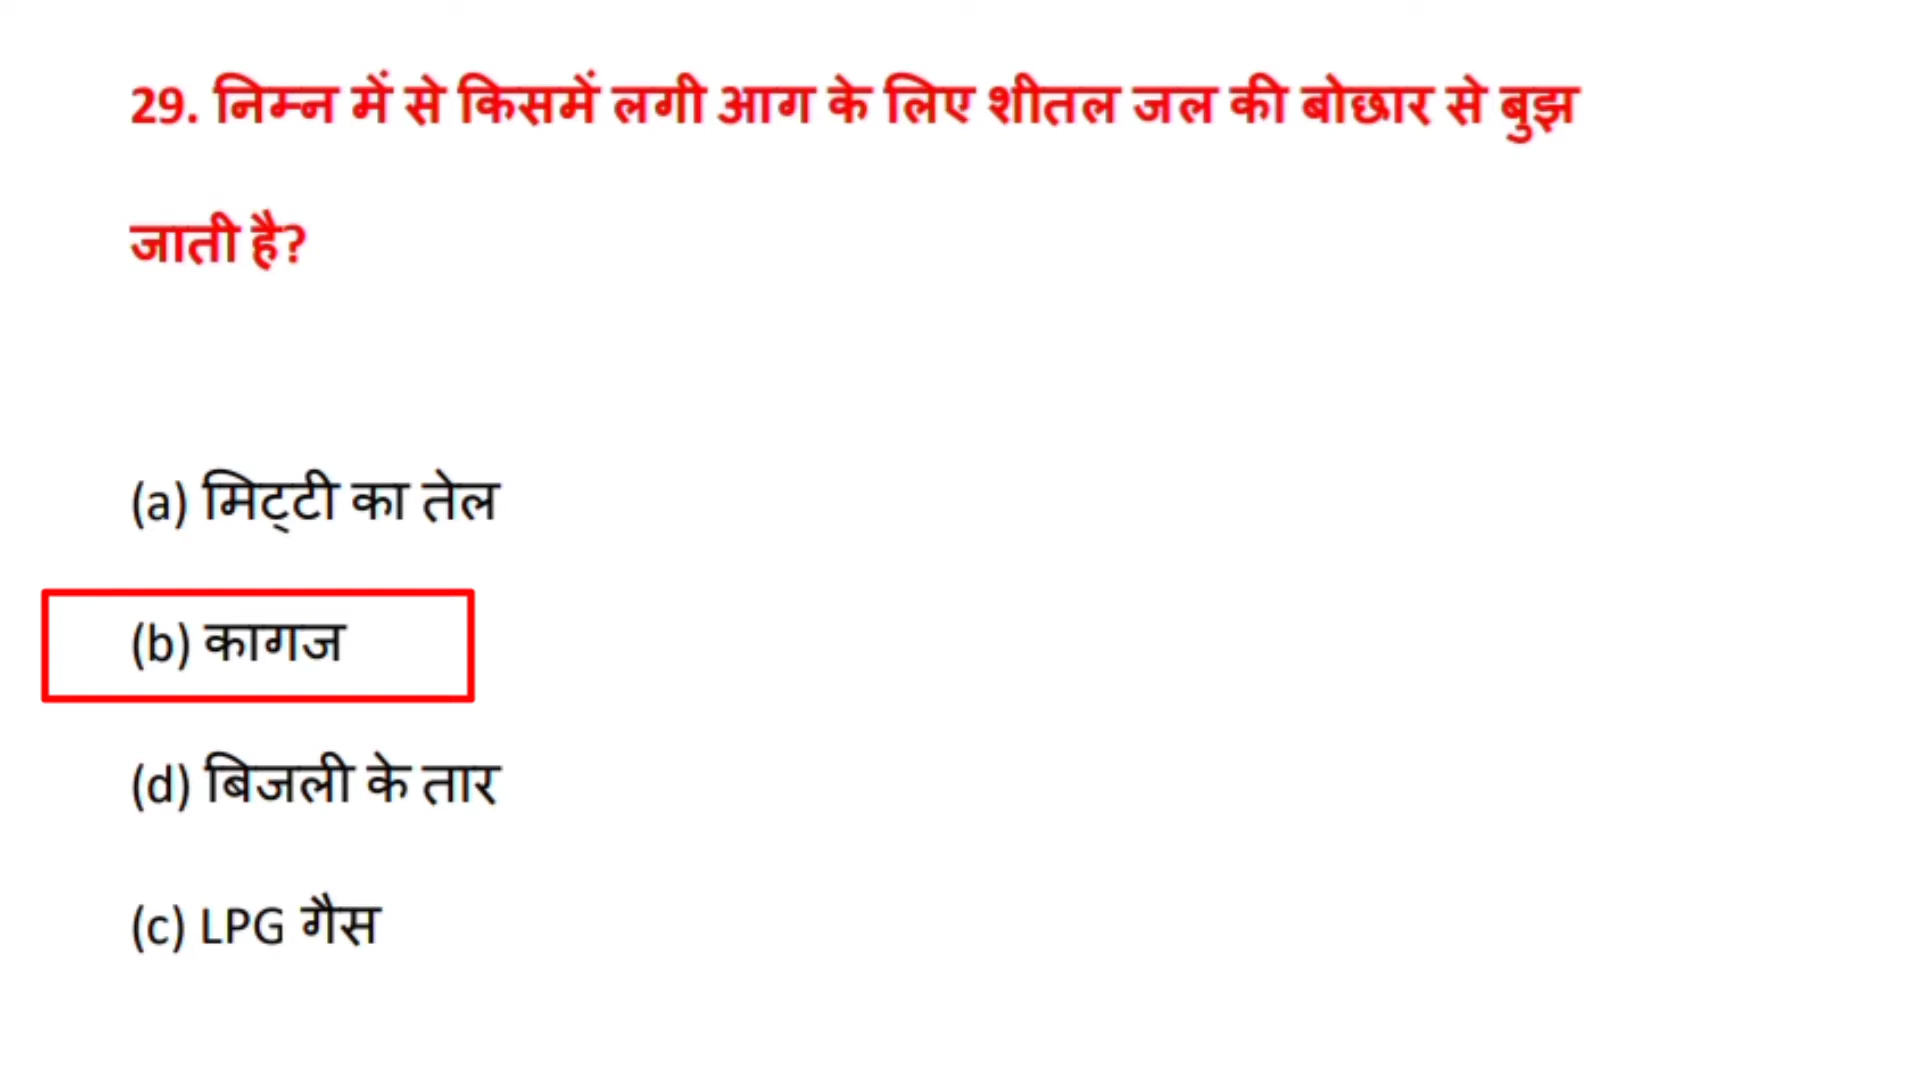 29. निम्न में से किसमें लगी आग के लिए शीतल जल की बोछार से बुझ
जाती है?
(a) मिट्टी का तेल
(b) कागज
(d) बिजली के तार
(c) LPG गैस